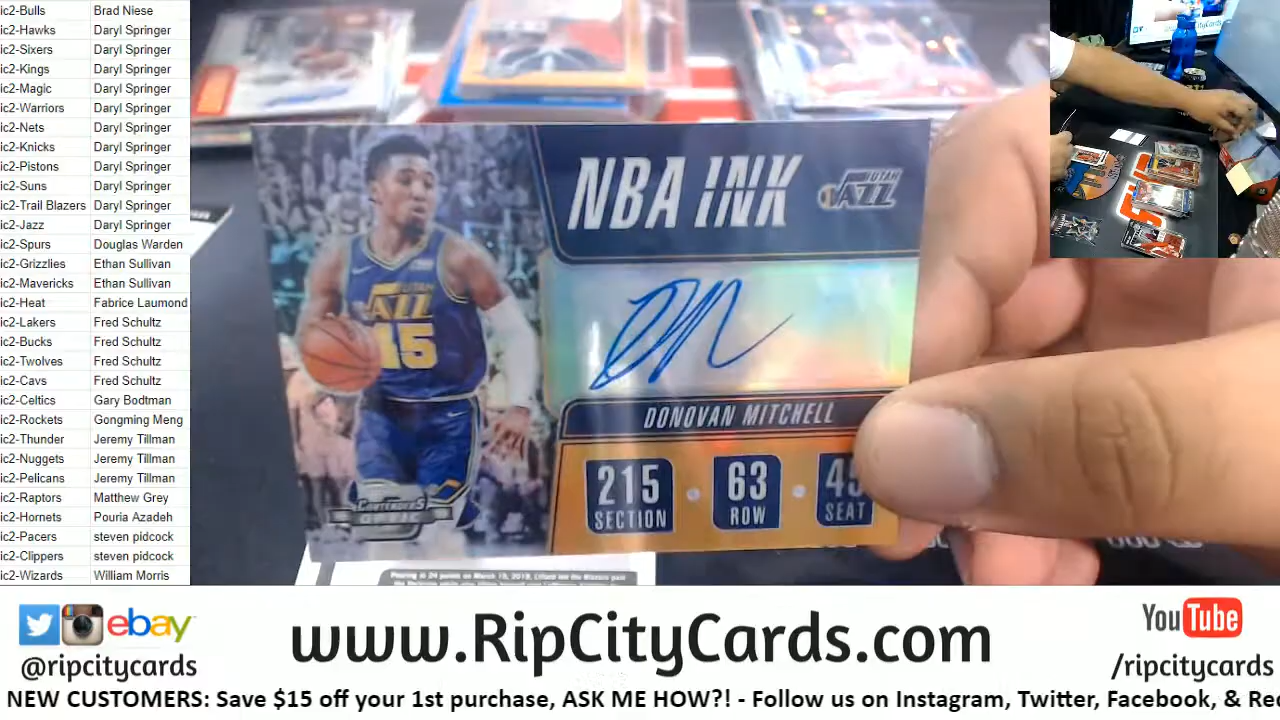 ic2-Bulls Brad Niese
ic2-Hawks Daryl Springer
ic2-Sixers Daryl Springer
ic2-Kings Daryl Springer
ic2-Magic Daryl Springer
ic2-Warriors Daryl Springer
ic2-Nets Daryl Springer
ic2-Knicks Daryl Springer
ic2-Pistons Daryl Springer
ic2-Suns Daryl Springer
ic2-Trail Blazers Daryl Springer
ic2-Jazz Daryl Springer
ic2-Spurs Douglas Warden
ic2-Grizzlies Ethan Sullivan
ic2-Mavericks Ethan Sullivan
ic2-Heat Fabrice Laumond
ic2-Lakers Fred Schultz
ic2-Bucks Fred Schultz
ic2-Twolves Fred Schultz
ic2-Cavs Fred Schultz
ic2-Celtics Gary Bodtman
ic2-Rockets Gongming Meng
ic2-Thunder Jeremy Tillman
ic2-Nuggets Jeremy Tillman
ic2-Pelicans Jeremy Tillman
ic2-Raptors Matthew Grey
ic2-Hornets Pouria Azadeh
ic2-Pacers steven pidcock
ic2-Clippers steven pidcock
ic2-Wizards William Morris
NBA INK
UTAH
JAZZ
UTAH
JAZZ
15
DONOVAN MITCHELL
215 63
SECTION ROW SEAT
CONTENDERS
OPTIC
ebay
@ripcitycards
www.RipCityCards.com
YouTube
/ripcitycards
NEW CUSTOMERS: Save $15 off your 1st purchase, ASK ME HOW?! - Follow us on Instagram, Twitter, Facebook, & Re